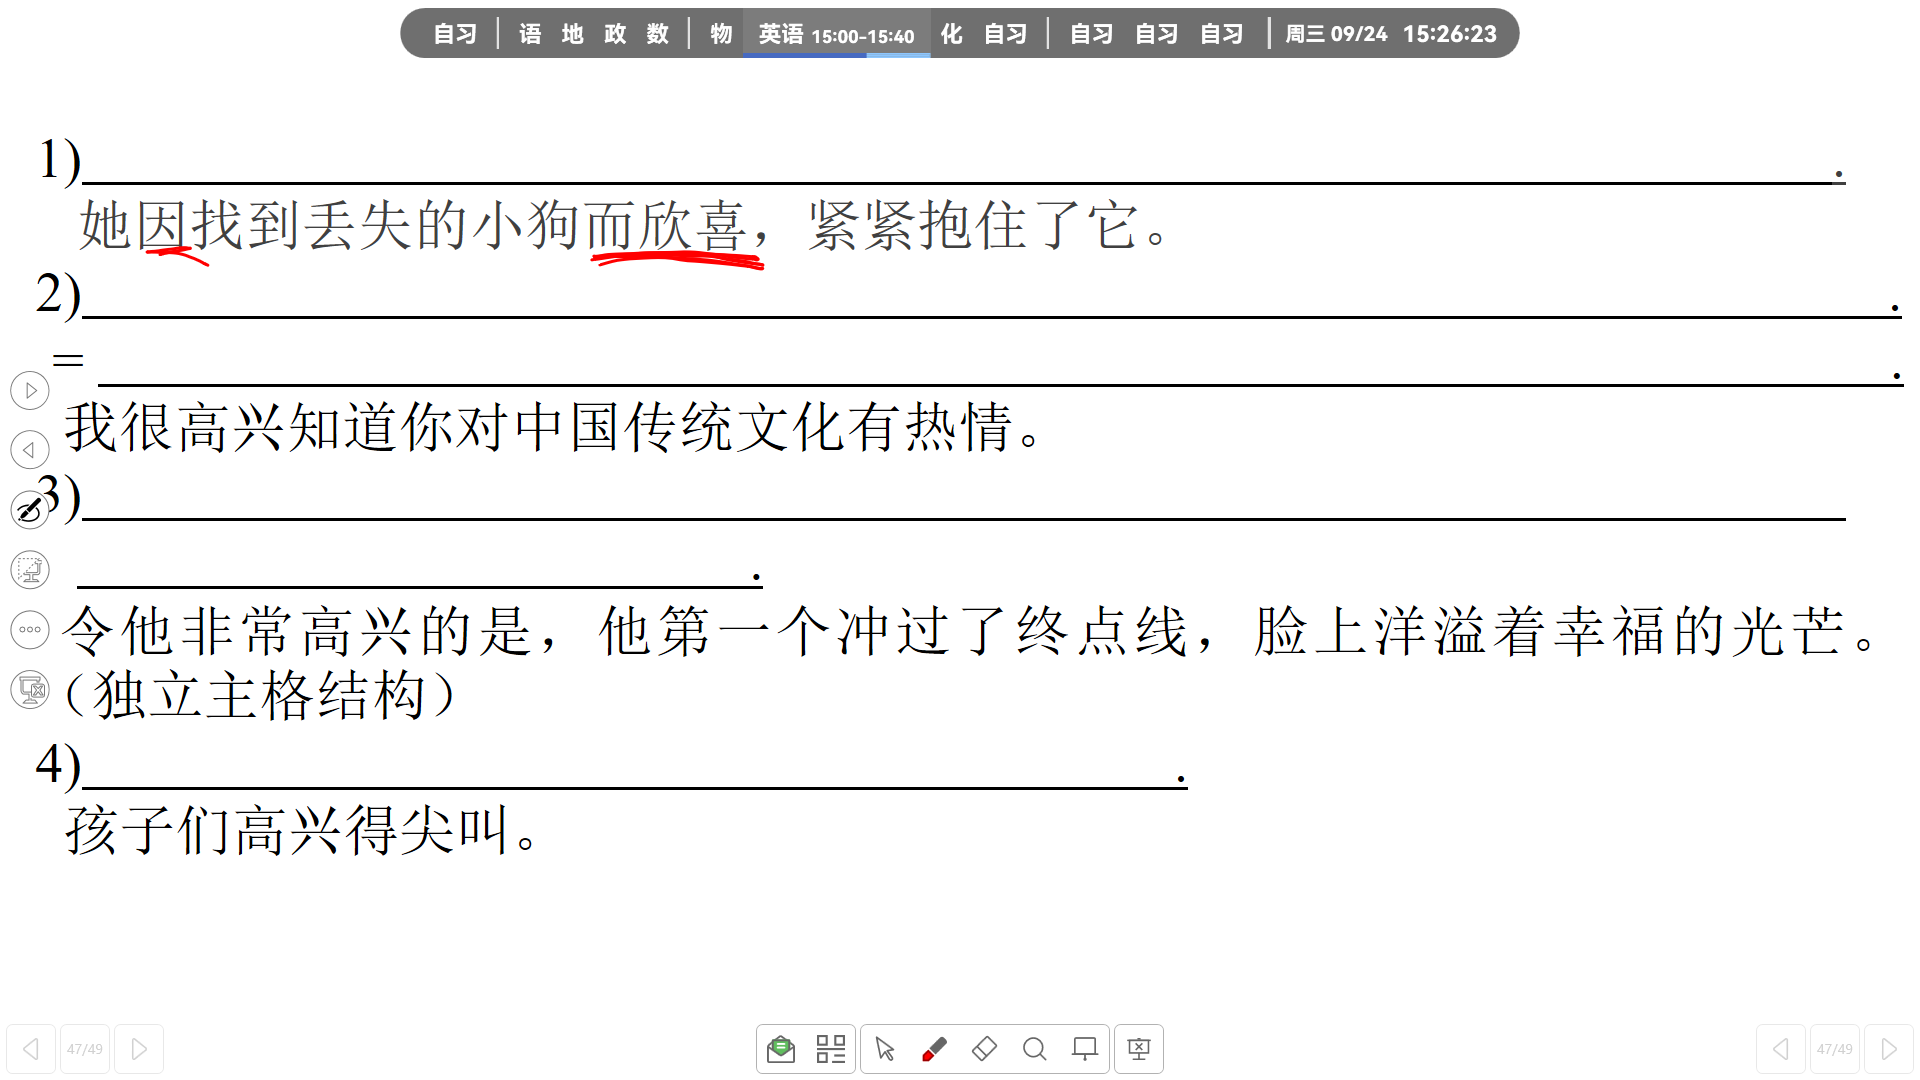 自习 | 语 地 政 数 | 物 英语 15:00-15:40 化 自习 | 自习 自习 自习 | 周三 09/24 15:26:23
1)___.
她因找到丢失的小狗而欣喜，紧紧抱住了它。
2)___.
=___.
我很高兴知道你对中国传统文化有热情。
3)___
___.
令他非常高兴的是，他第一个冲过了终点线，脸上洋溢着幸福的光芒。
（独立主格结构）
4)___.
孩子们高兴得尖叫。
47/49 47/49